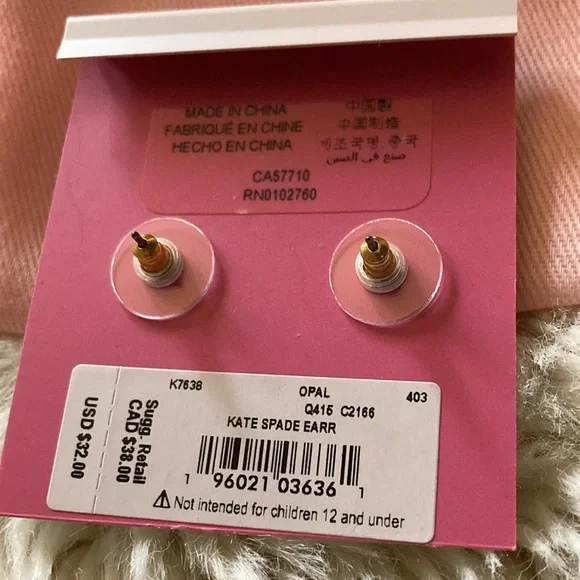 MADE IN CHINA
FABRIQUÉ EN CHINE
HECHO EN CHINA
中国製
中国制造
제조국명 중국
صنع في الصين
CA57710
RN0102760
K7638 OPAL 403
Q415 C2166
KATE SPADE EARR
1 96021 03636 1
⚠ Not intended for children 12 and under
Sugg. Retail
CAD $38.00
USD $32.00